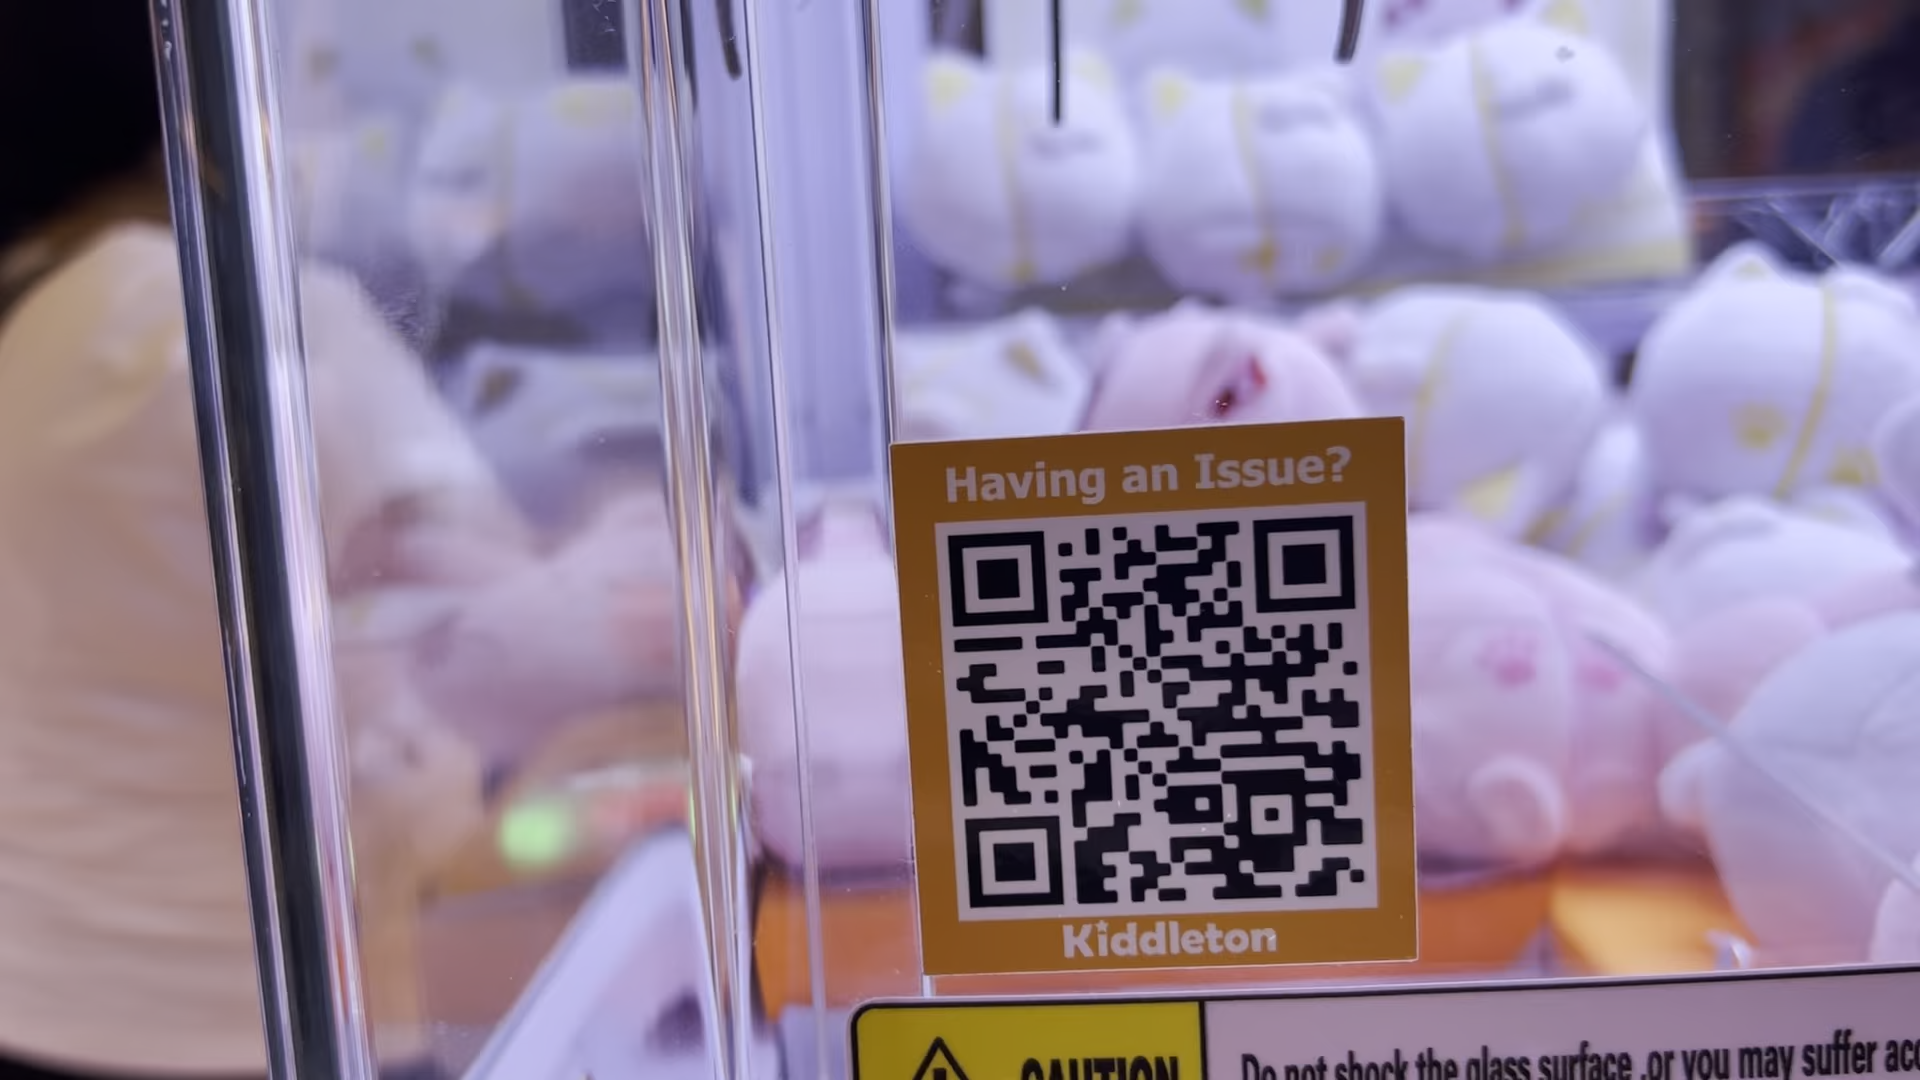 Having an Issue?
Kiddleton
CAUTION
Do not shock the glass surface ,or you may suffer